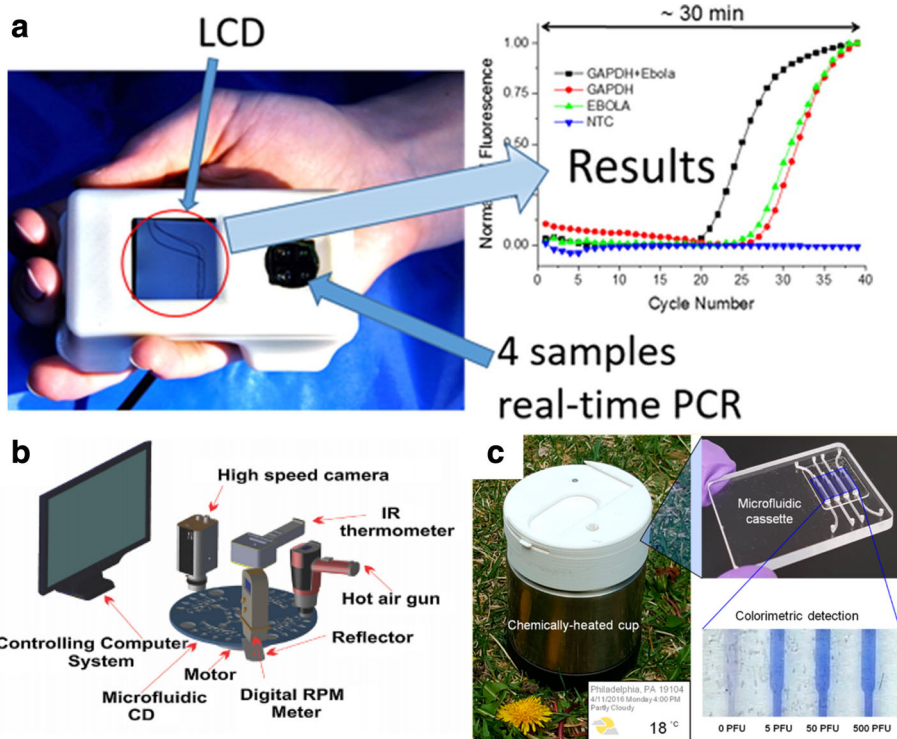 a
LCD
~ 30 min
1.00
0.75
0.50
0.25
0.00
Fluorescence
GAPDH+Ebola
GAPDH
EBOLA
NTC
Results
0 5 10 15 20 25 30 35 40
Cycle Number
4 samples
real-time PCR
b
High speed camera
IR
thermometer
Hot air gun
Reflector
Controlling Computer
System
Motor
Microfluidic
CD
Digital RPM
Meter
c
Chemically-heated cup
Microfluidic
cassette
Colorimetric detection
Philadelphia, PA 19104
4/11/2016 Monday 4:00 PM
Partly Cloudy
18 °C
0 PFU 5 PFU 50 PFU 500 PFU